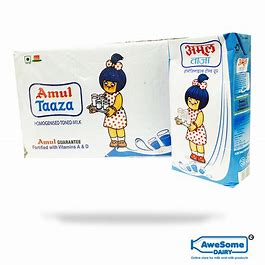 Amul
Taaza
HOMOGENISED TONED MILK
Amul GUARANTEE
Fortified with Vitamins A & D
अमूल
ताज़ा
AweSome
DAIRY